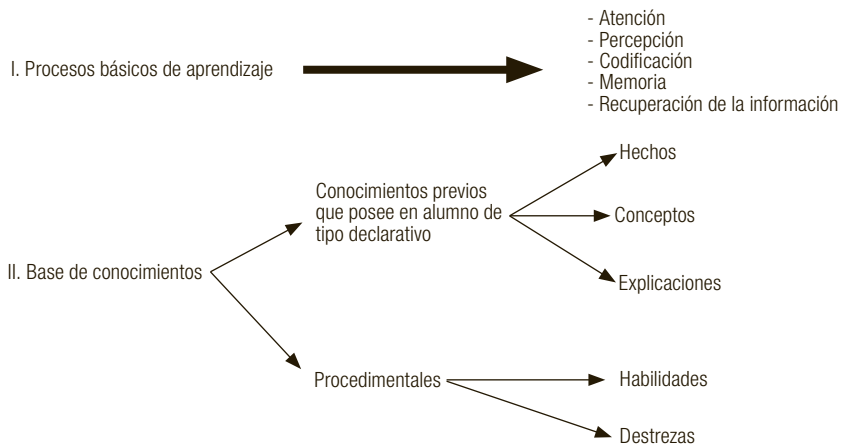 I. Procesos básicos de aprendizaje
- Atención
- Percepción
- Codificación
- Memoria
- Recuperación de la información
II. Base de conocimientos
Conocimientos previos
que posee en alumno de
tipo declarativo
Hechos
Conceptos
Explicaciones
Procedimentales
Habilidades
Destrezas